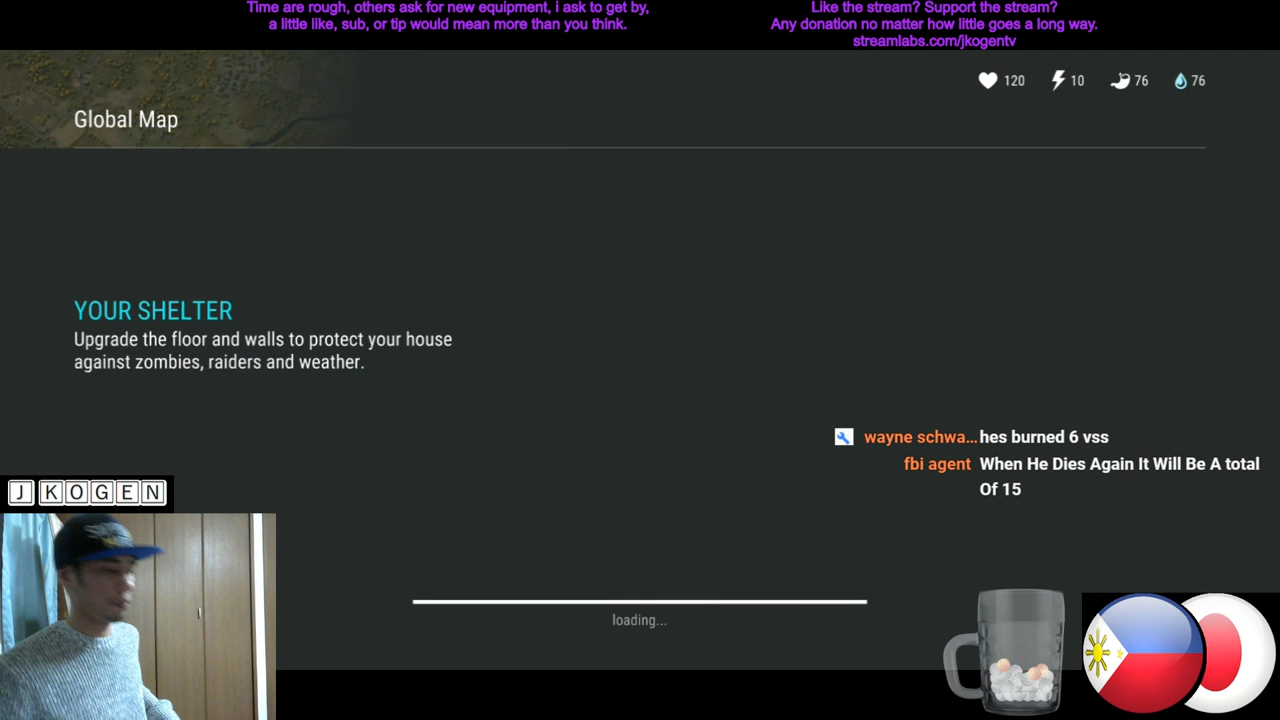 Time are rough, others ask for new equipment, i ask to get by,
a little like, sub, or tip would mean more than you think.
Like the stream? Support the stream?
Any donation no matter how little goes a long way.
streamlabs.com/jkogentv
120
10
76
76
Global Map
YOUR SHELTER
Upgrade the floor and walls to protect your house
against zombies, raiders and weather.
wayne schwa... hes burned 6 vss
fbi agent When He Dies Again It Will Be A total
Of 15
J KOGEN
loading...